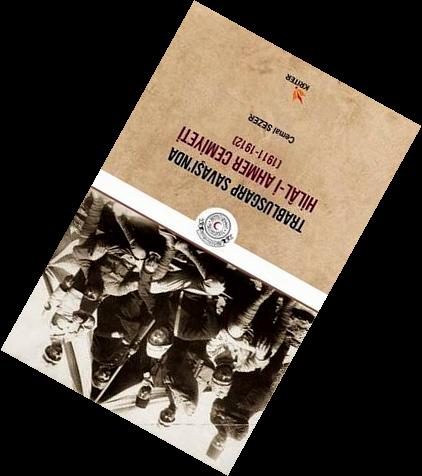 TRABLUSGARP SAVAŞI'NDA
HİLÂL-İ AHMER CEMİYETİ
(1911-1912)
Cemal SEZER
KRİTER